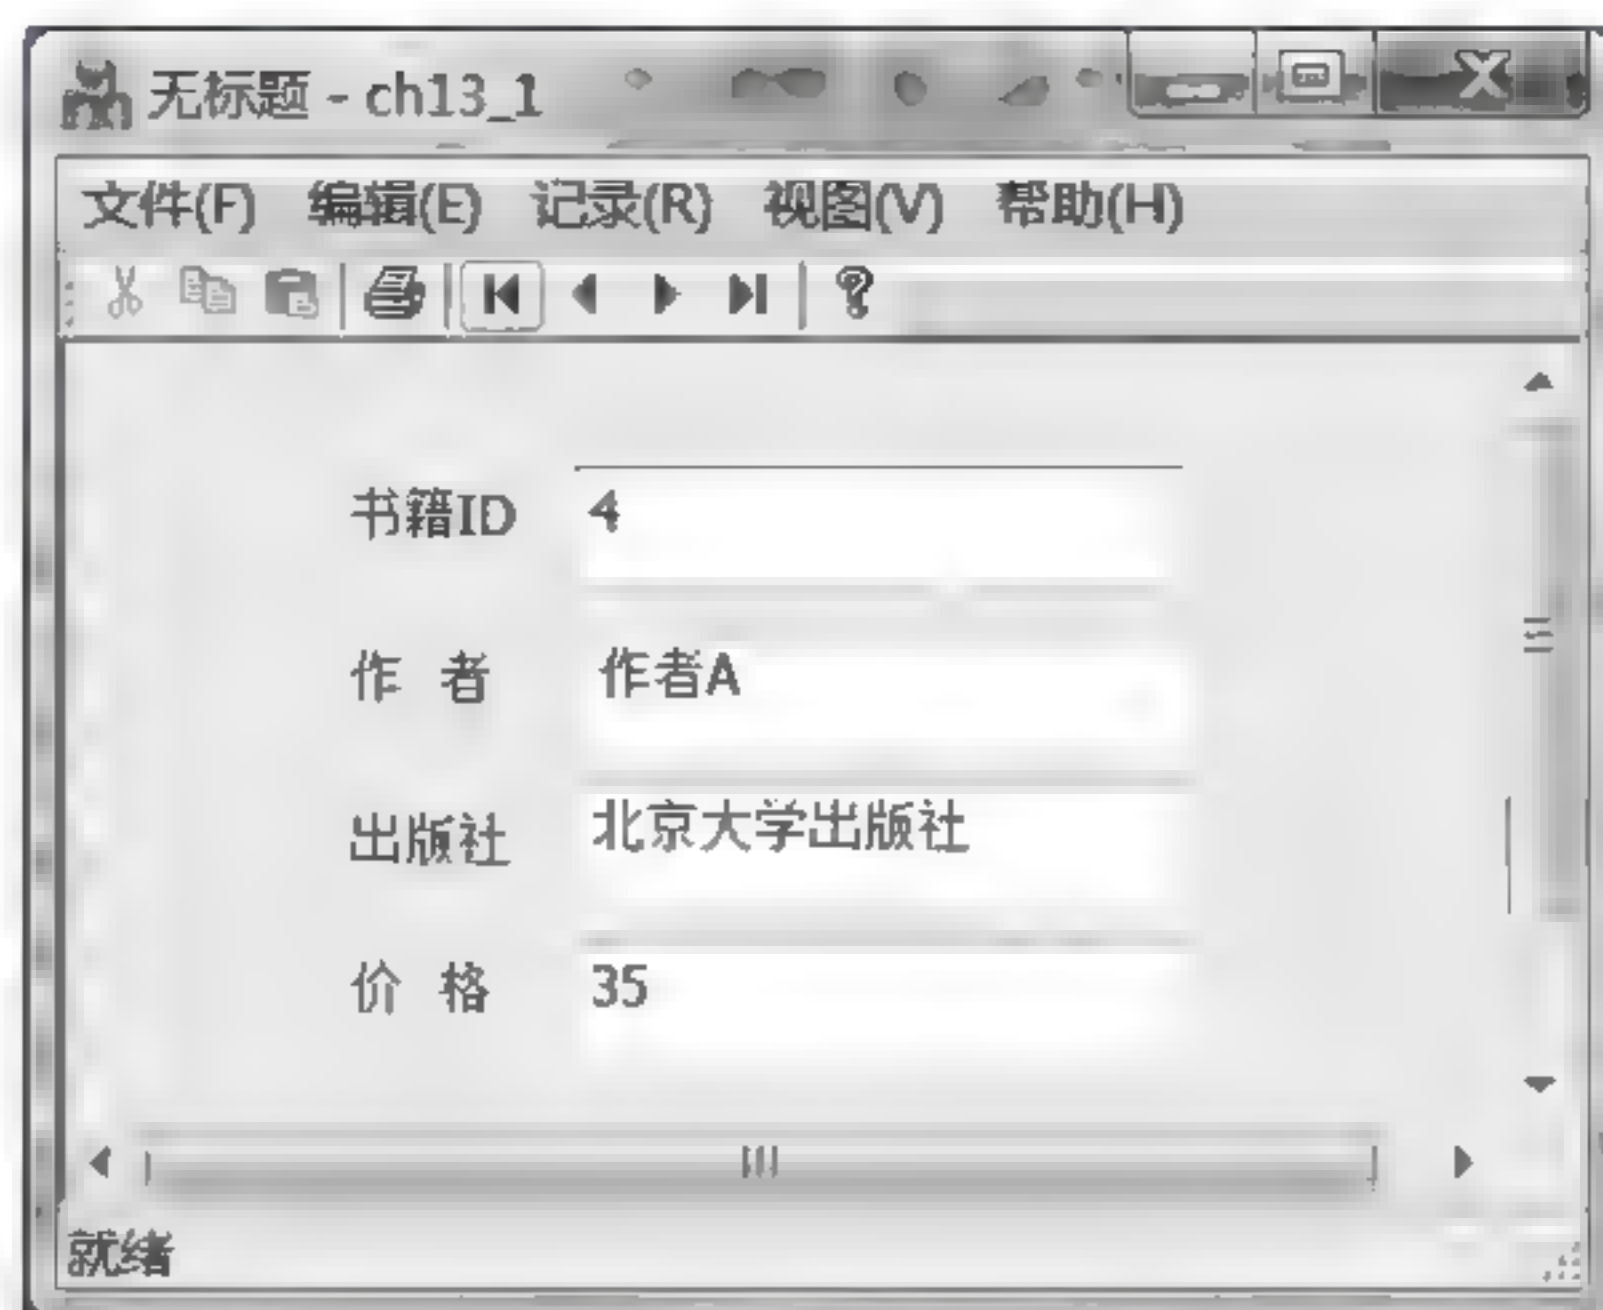 无标题 - ch13_1
文件(F) 编辑(E) 记录(R) 视图(V) 帮助(H)
书籍ID 4
作 者 作者A
出版社 北京大学出版社
价 格 35
就绪